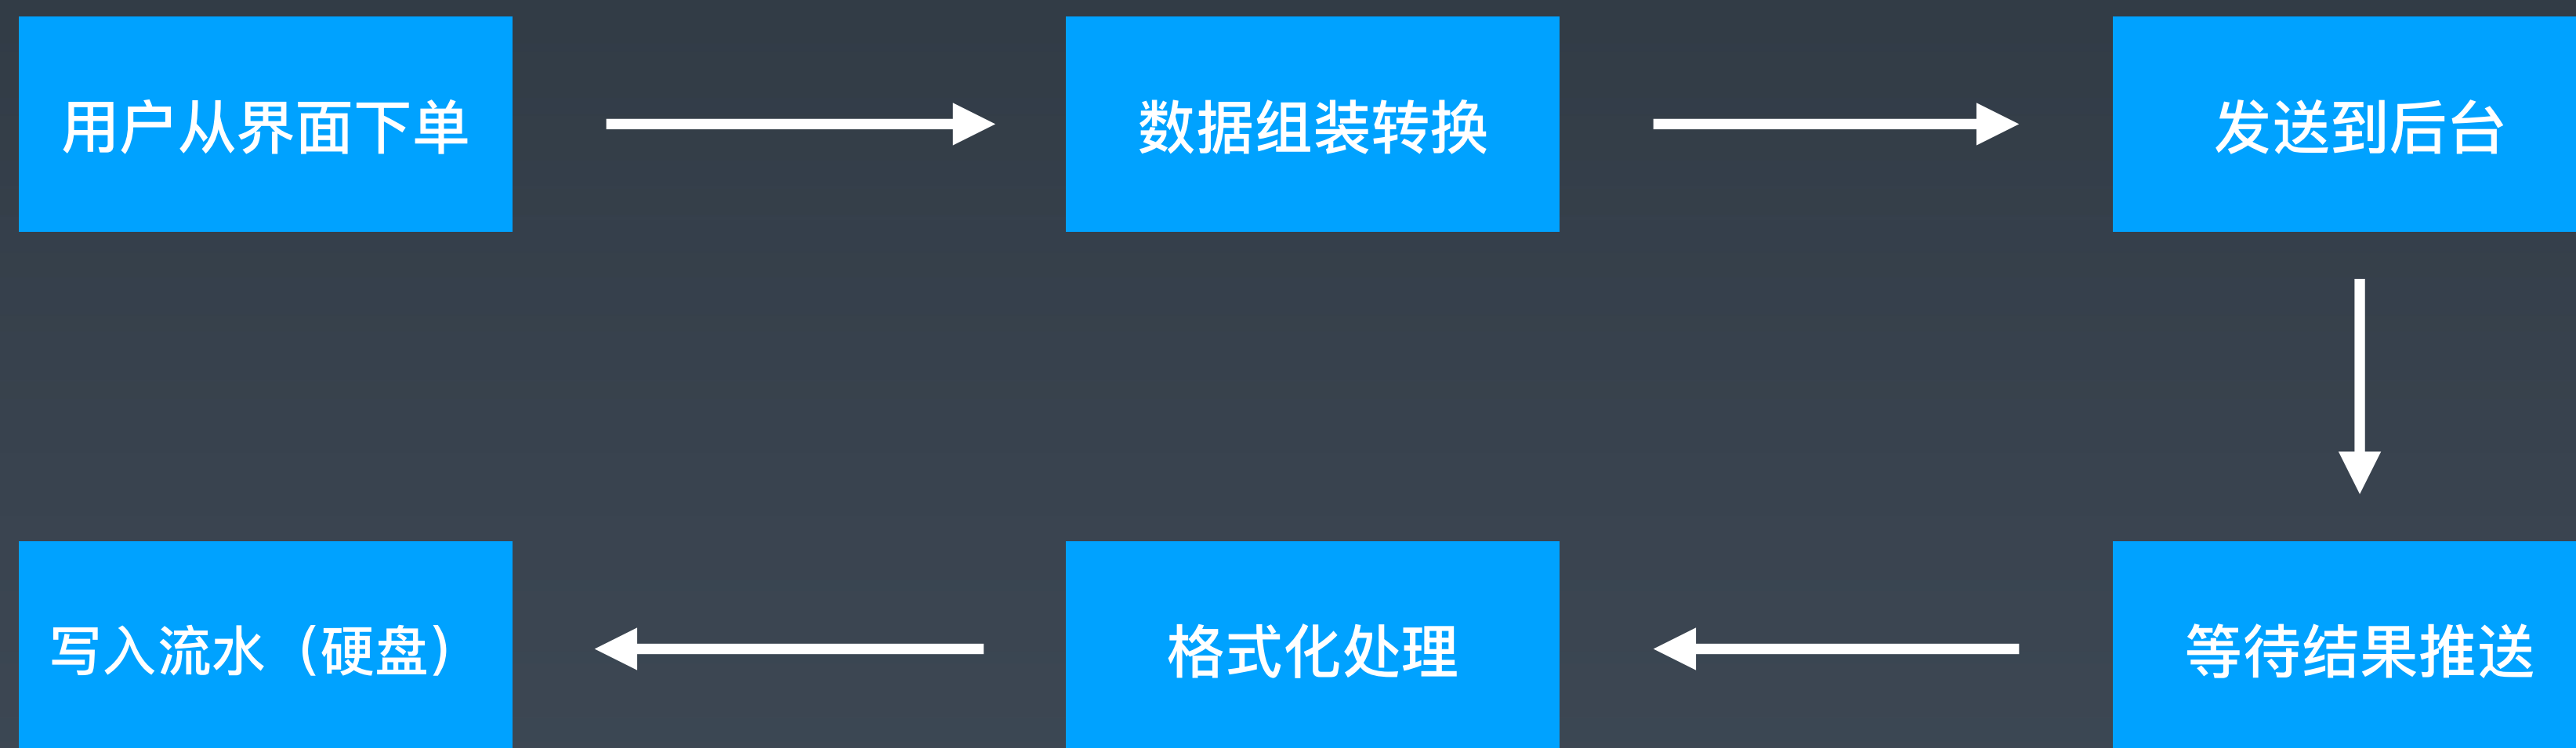 用户从界面下单
数据组装转换
发送到后台
写入流水（硬盘）
格式化处理
等待结果推送